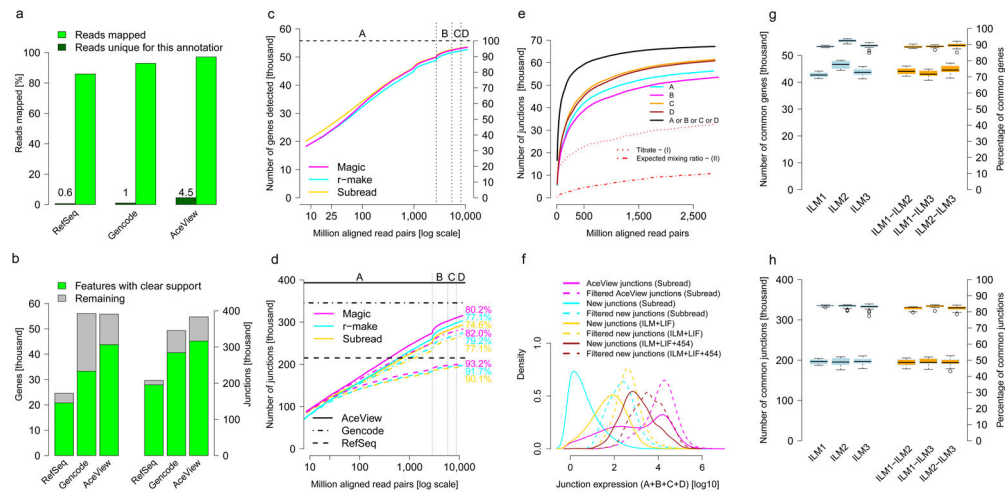 a
Reads mapped
Reads unique for this annotation
Reads mapped [%]
100
80
60
40
20
0
0.6
1
4.5
RefSeq
Gencode
AceView
b
Features with clear support
Remaining
Genes [thousand]
60
50
40
30
20
10
0
Junctions [thousand]
400
300
200
100
0
RefSeq
Gencode
AceView
RefSeq
Gencode
AceView
c
A
B
C
D
Number of genes detected [thousand]
60
50
40
30
20
10
0
100
90
80
70
60
50
40
30
20
10
0
Magic
r-make
Subread
10
25
100
400
1,000
10,000
Million aligned read pairs [log scale]
d
A
B
C
D
Number of junctions [thousand]
400
300
200
100
0
Magic
r-make
Subread
80.2%
77.1%
74.8%
82.0%
79.2%
77.1%
93.2%
91.7%
90.1%
AceView
Gencode
RefSeq
10
25
100
400
1,000
10,000
Million aligned read pairs [log scale]
e
Number of junctions [thousand]
70
60
50
40
30
20
10
0
A
B
C
D
A or B or C or D
Titrate − (I)
Expected mixing ratio − (II)
0
500
1,500
2,500
Million aligned read pairs
f
AceView junctions (Subread)
Filtered AceView junctions (Subread)
New junctions (Subread)
Filtered new junctions (Subread)
New junctions (ILM+LIF)
Filtered new junctions (ILM+LIF)
New junctions (ILM+LIF+454)
Filtered new junctions (ILM+LIF+454)
Density
1.0
0.5
0.0
0
2
4
6
Junction expression (A+B+C+D) [log10]
g
Number of common genes [thousand]
50
40
30
20
10
0
Percentage of common genes
100
90
80
70
60
50
40
30
20
10
0
ILM1
ILM2
ILM3
ILM1−ILM2
ILM1−ILM3
ILM2−ILM3
h
Number of common junctions [thousand]
400
300
200
100
0
Percentage of common junctions
100
90
80
70
60
50
40
30
20
10
0
ILM1
ILM2
ILM3
ILM1−ILM2
ILM1−ILM3
ILM2−ILM3